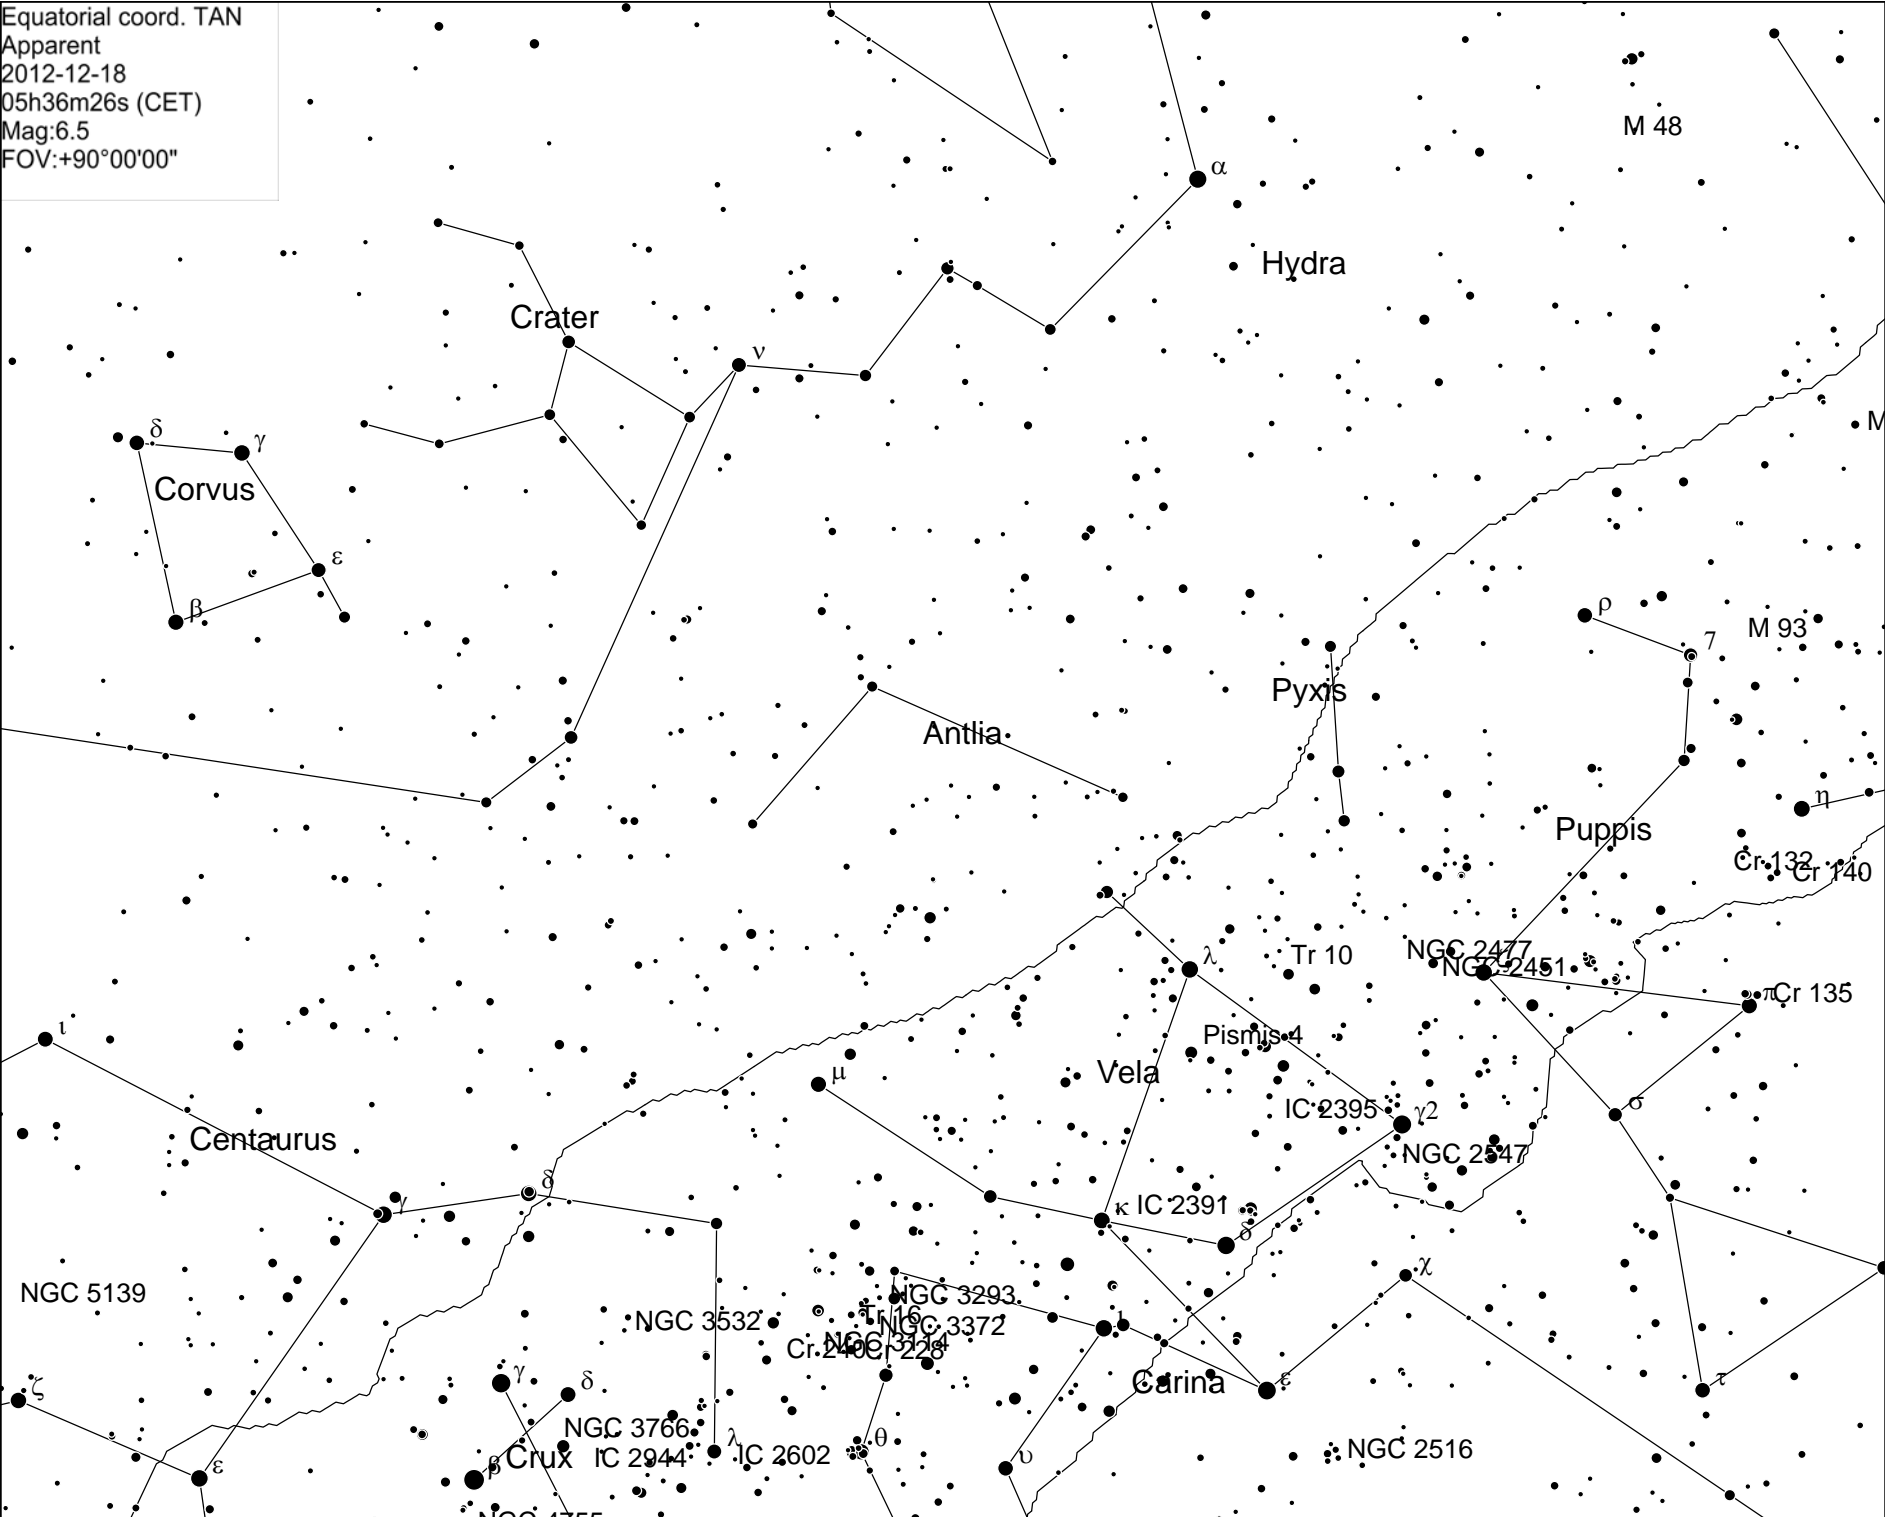 Equatorial coord. TAN
Apparent
2012-12-18
05h36m26s (CET)
Mag:6.5
FOV:+90°00'00"
M 48
α
Hydra
Crater
ν
M
δ
γ
Corvus
ε
β
ρ
M 93
7
Pyxis
Antlia
η
Puppis
Cr 132
Cr 140
NGC 2477
λ
Tr 10
ζ
NGC 2451
π
Cr 135
ι
Pismis 4
μ
Vela
IC 2395
γ2
σ
Centaurus
NGC 2547
δ
γ
κ
IC 2391
δ
χ
NGC 5139
NGC 3293
Tr 16
NGC 3532
NGC 3372
ι
NGC 3114
Cr 240
Cr 228
γ
δ
Carina
ε
τ
ζ
NGC 3766
λ
θ
NGC 2516
Crux
IC 2944
IC 2602
υ
β
ε
NGC 4755